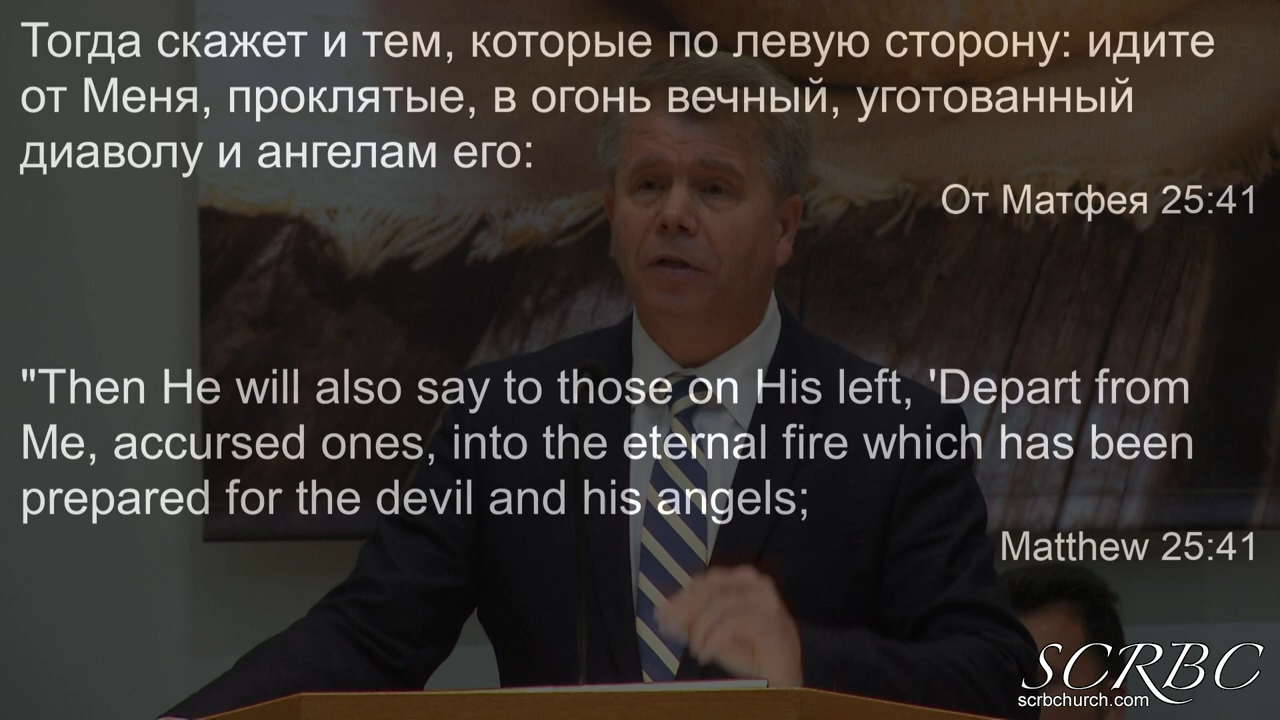 Тогда скажет и тем, которые по левую сторону: идите
от Меня, проклятые, в огонь вечный, уготованный
диаволу и ангелам его:
От Матфея 25:41
"Then He will also say to those on His left, 'Depart from
Me, accursed ones, into the eternal fire which has been
prepared for the devil and his angels;
Matthew 25:41
SCRBC
scrbchurch.com